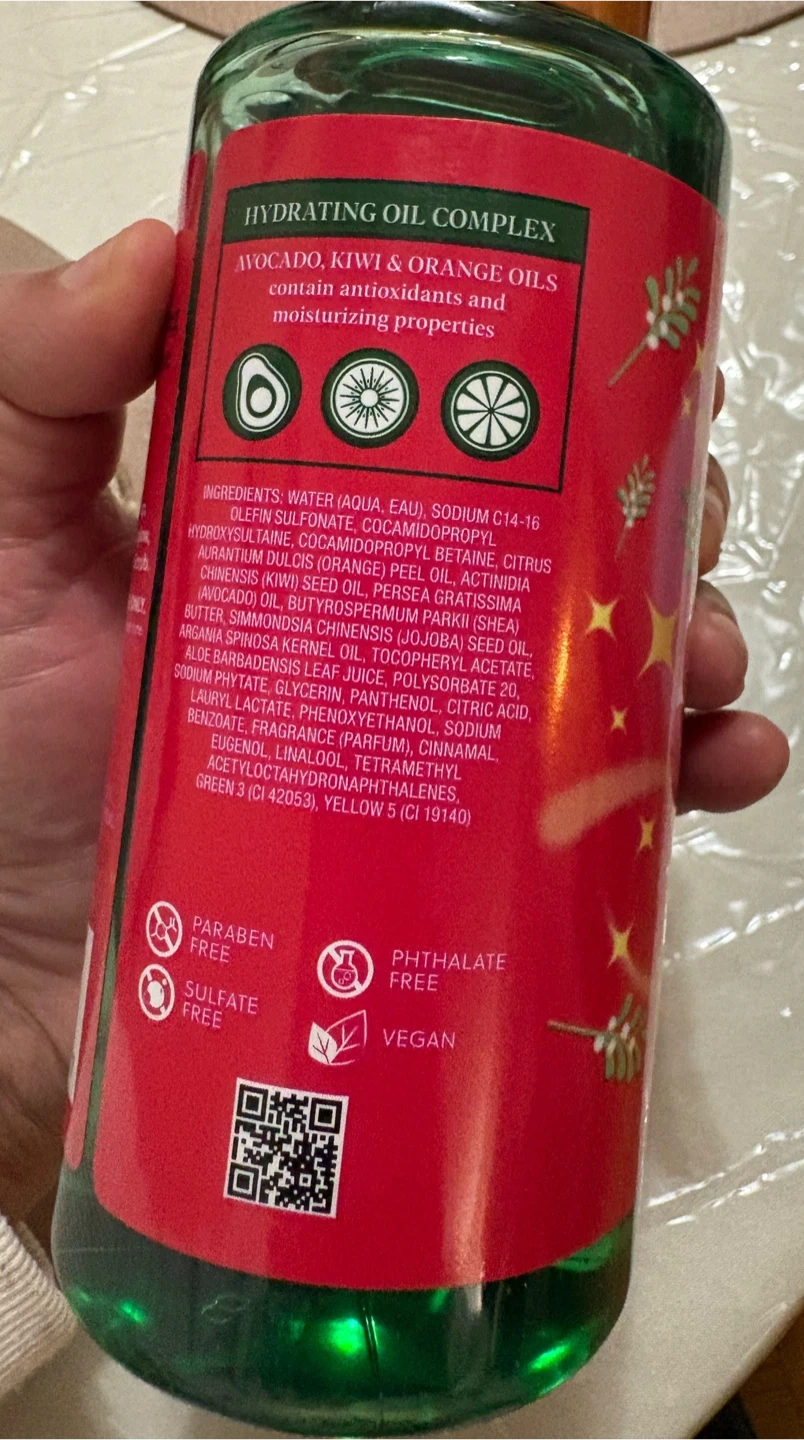 HYDRATING OIL COMPLEX
AVOCADO, KIWI & ORANGE OILS
contain antioxidants and
moisturizing properties
INGREDIENTS: WATER (AQUA, EAU), SODIUM C14-16
OLEFIN SULFONATE, COCAMIDOPROPYL
HYDROXYSULTAINE, COCAMIDOPROPYL BETAINE, CITRUS
AURANTIUM DULCIS (ORANGE) PEEL OIL, ACTINIDIA
CHINENSIS (KIWI) SEED OIL, PERSEA GRATISSIMA
(AVOCADO) OIL, BUTYROSPERMUM PARKII (SHEA)
BUTTER, SIMMONDSIA CHINENSIS (JOJOBA) SEED OIL,
ARGANIA SPINOSA KERNEL OIL, TOCOPHERYL ACETATE,
ALOE BARBADENSIS LEAF JUICE, POLYSORBATE 20,
SODIUM PHYTATE, GLYCERIN, PANTHENOL, CITRIC ACID,
LAURYL LACTATE, PHENOXYETHANOL, SODIUM
BENZOATE, FRAGRANCE (PARFUM), CINNAMAL,
EUGENOL, LINALOOL, TETRAMETHYL
ACETYLOCTAHYDRONAPHTHALENES,
GREEN 3 (CI 42053), YELLOW 5 (CI 19140)
PARABEN
FREE
PHTHALATE
FREE
SULFATE
FREE
VEGAN